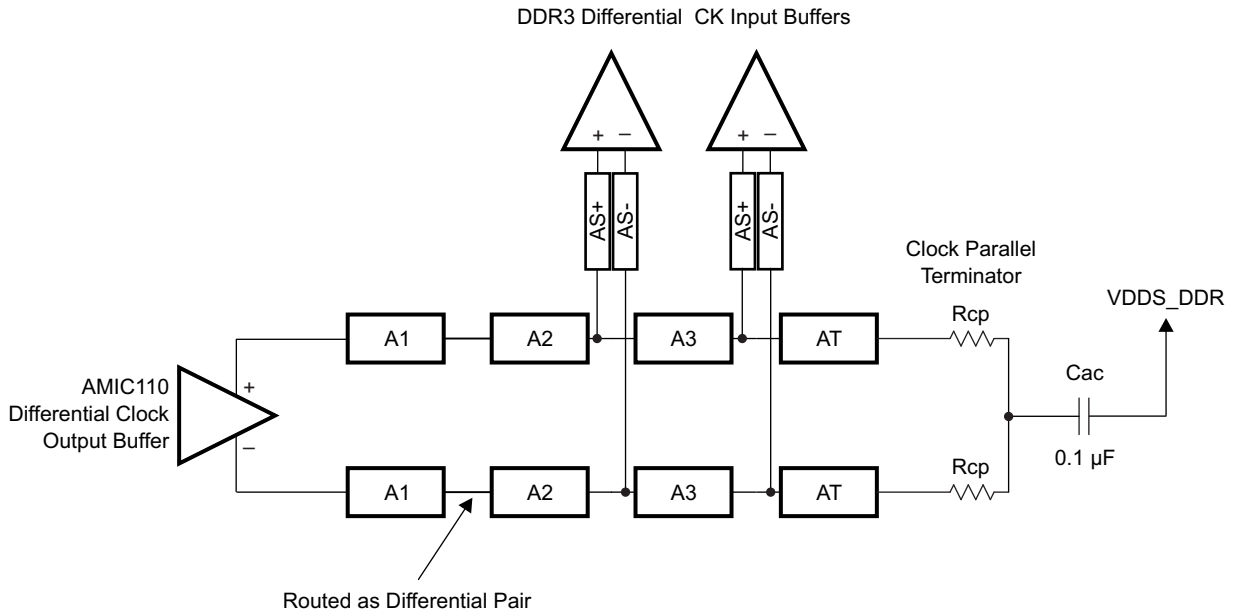 DDR3 Differential CK Input Buffers
+ – + –
AS+ AS- AS+ AS-
Clock Parallel
Terminator
VDDS_DDR
Rcp
A1 A2 A3 AT
AMIC110
Differential Clock
Output Buffer
+
–
Cac
0.1 µF
Rcp
A1 A2 A3 AT
Routed as Differential Pair